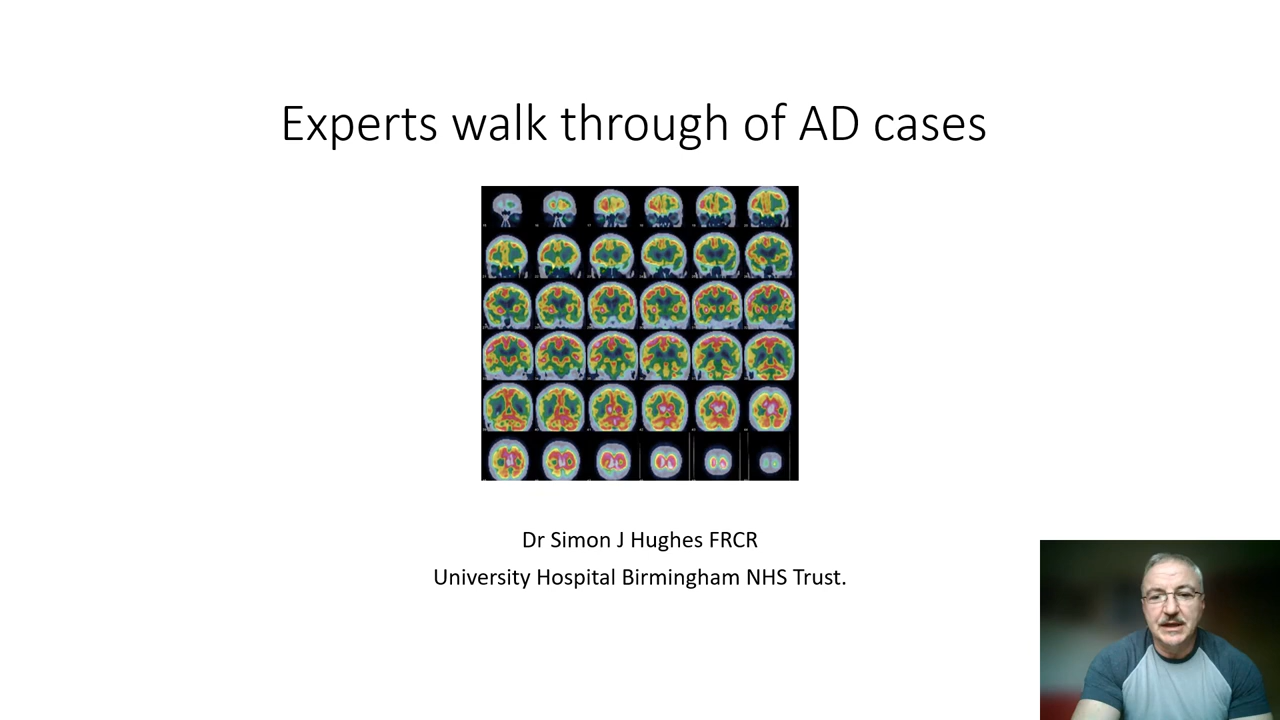 Experts walk through of AD cases
Dr Simon J Hughes FRCR
University Hospital Birmingham NHS Trust.